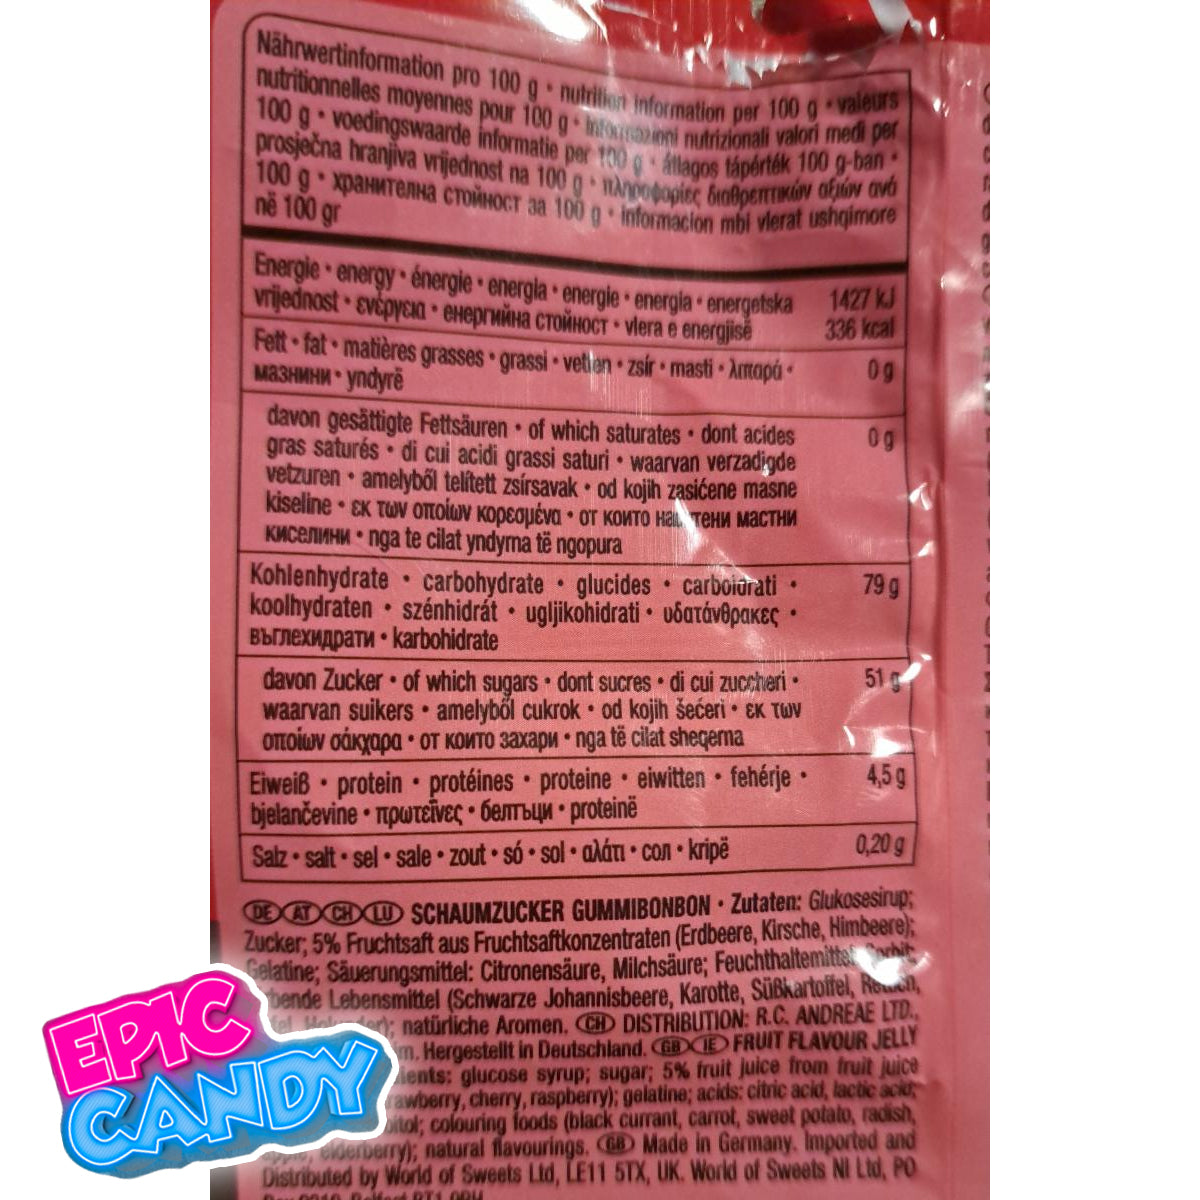 Nährwertinformation pro 100 g • nutrition information per 100 g • valeurs
nutritionnelles moyennes pour 100 g • informazioni nutrizionali valori medi per
100 g • voedingswaarde informatie per 100 g • átlagos tápérték 100 g-ban •
prosječna hranjiva vrijednost na 100 g • πληροφορίες διαθρεπτικών αξιών ανά
100 g • хранителна стойност за 100 g • informacion mbi vlerat ushqimore
në 100 gr
Energie • energy • énergie • energia • energie • energia • energetska 1427 kJ
vrijednost • ενέργεια • енергийна стойност • vlera e energjisë 336 kcal
Fett • fat • matières grasses • grassi • vetten • zsír • masti • λιπαρά • 0 g
мазнини • yndyrë
davon gesättigte Fettsäuren • of which saturates • dont acides 0 g
gras saturés • di cui acidi grassi saturi • waarvan verzadigde
vetzuren • amelyből telített zsírsavak • od kojih zasićene masne
kiseline • εκ των οποίων κορεσμένα • от които мастни
киселини • nga te cilat yndyrna të ngopura
Kohlenhydrate • carbohydrate • glucides • carboidrati • 79 g
koolhydraten • szénhidrát • ugljikohidrati • υδατάνθρακες •
въглехидрати • karbohidrate
davon Zucker • of which sugars • dont sucres • di cui zuccheri • 51 g
waarvan suikers • amelyből cukrok • od kojih šećeri • εκ των
οποίων σάκχαρα • от които захари • nga të cilat sheqerna
Eiweiß • protein • protéines • proteine • eiwitten • fehérje • 4,5 g
bjelančevine • πρωτεΐνες • белтъци • proteinë
Salz • salt • sel • sale • zout • só • sol • αλάτι • сол • kripë 0,20 g
DE AT CH LU SCHAUMZUCKER GUMMIBONBON • Zutaten: Glukosesirup;
Zucker; 5% Fruchtsaft aus Fruchtsaftkonzentraten (Erdbeere, Kirsche, Himbeere);
Gelatine; Säuerungsmittel: Citronensäure, Milchsäure; Feuchthaltemittel
Lebensmittel (Schwarze Johannisbeere, Karotte, Süßkartoffel, Rettich,
natürliche Aromen. CH DISTRIBUTION: R.C. ANDREAE LTD.,
Hergestellt in Deutschland. GB IE FRUIT FLAVOUR JELLY
glucose syrup; sugar; 5% fruit juice from fruit juice
cherry, raspberry); gelatine; acids: citric acid, lactic acid;
colouring foods (black currant, carrot, sweet potato, radish,
elderberry); natural flavourings. GB Made in Germany. Imported and
Distributed by World of Sweets Ltd, LE11 5TX, UK. World of Sweets NI Ltd, PO
EPIC
CANDY